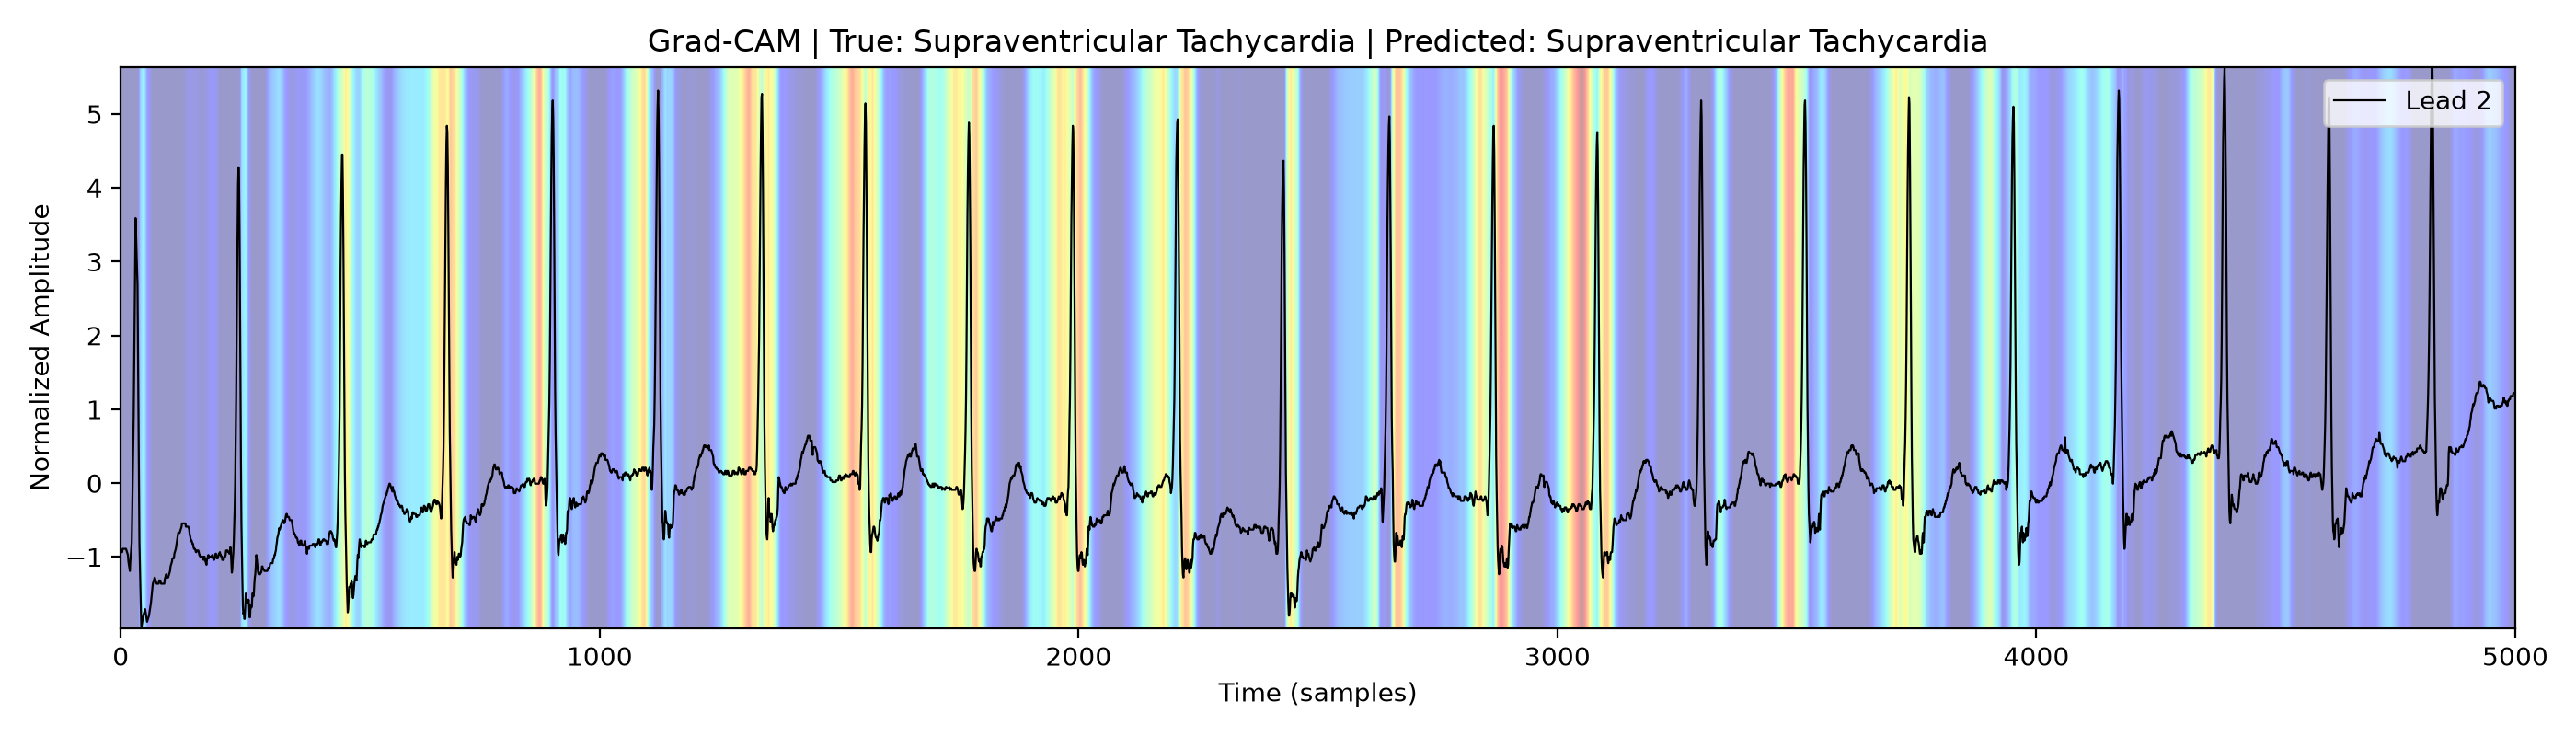 Grad-CAM | True: Supraventricular Tachycardia | Predicted: Supraventricular Tachycardia
Lead 2
Normalized Amplitude
5
4
3
2
1
0
−1
0 1000 2000 3000 4000 5000
Time (samples)